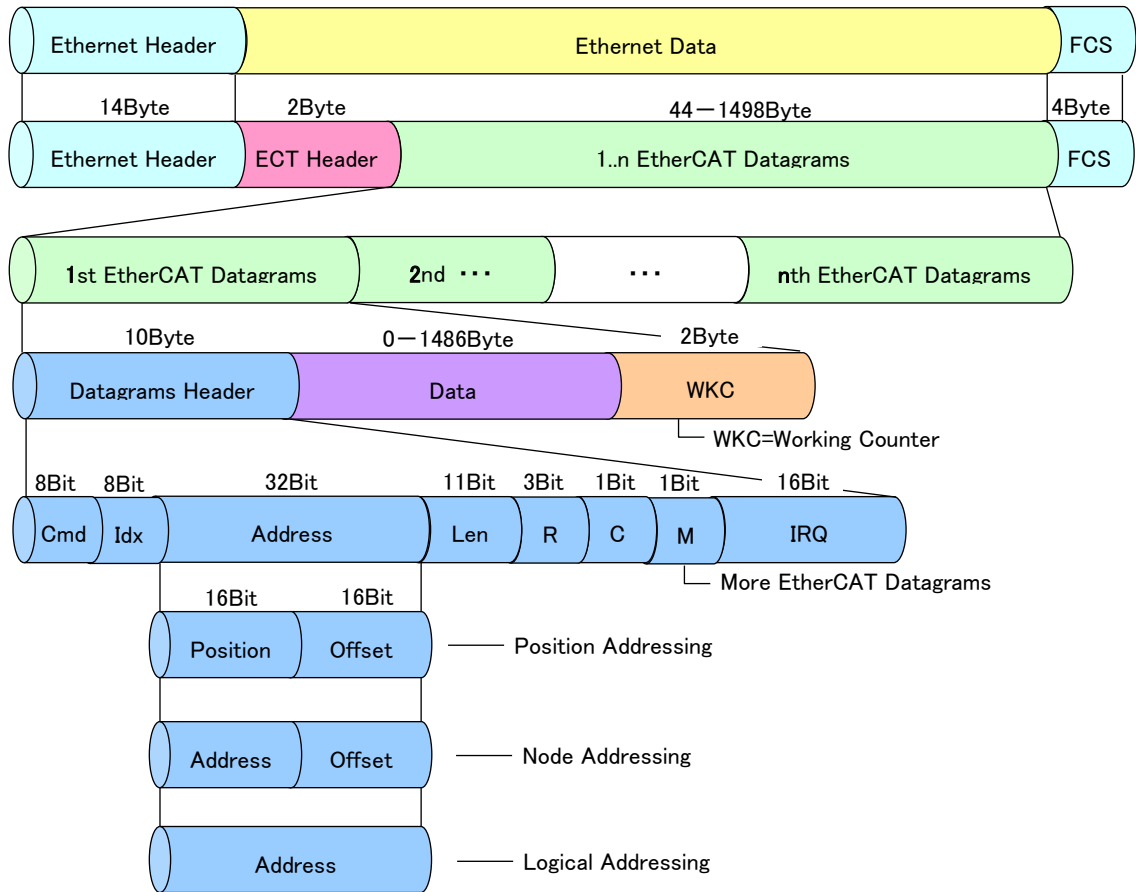 Ethernet Header Ethernet Data FCS
14Byte 2Byte 44－1498Byte 4Byte
Ethernet Header ECT Header 1..n EtherCAT Datagrams FCS
1st EtherCAT Datagrams 2nd ・・・ ・・・ nth EtherCAT Datagrams
10Byte 0－1486Byte 2Byte
Datagrams Header Data WKC
WKC=Working Counter
8Bit 8Bit 32Bit 11Bit 3Bit 1Bit 1Bit 16Bit
Cmd Idx Address Len R C M IRQ
More EtherCAT Datagrams
16Bit 16Bit
Position Offset Position Addressing
Address Offset Node Addressing
Address Logical Addressing